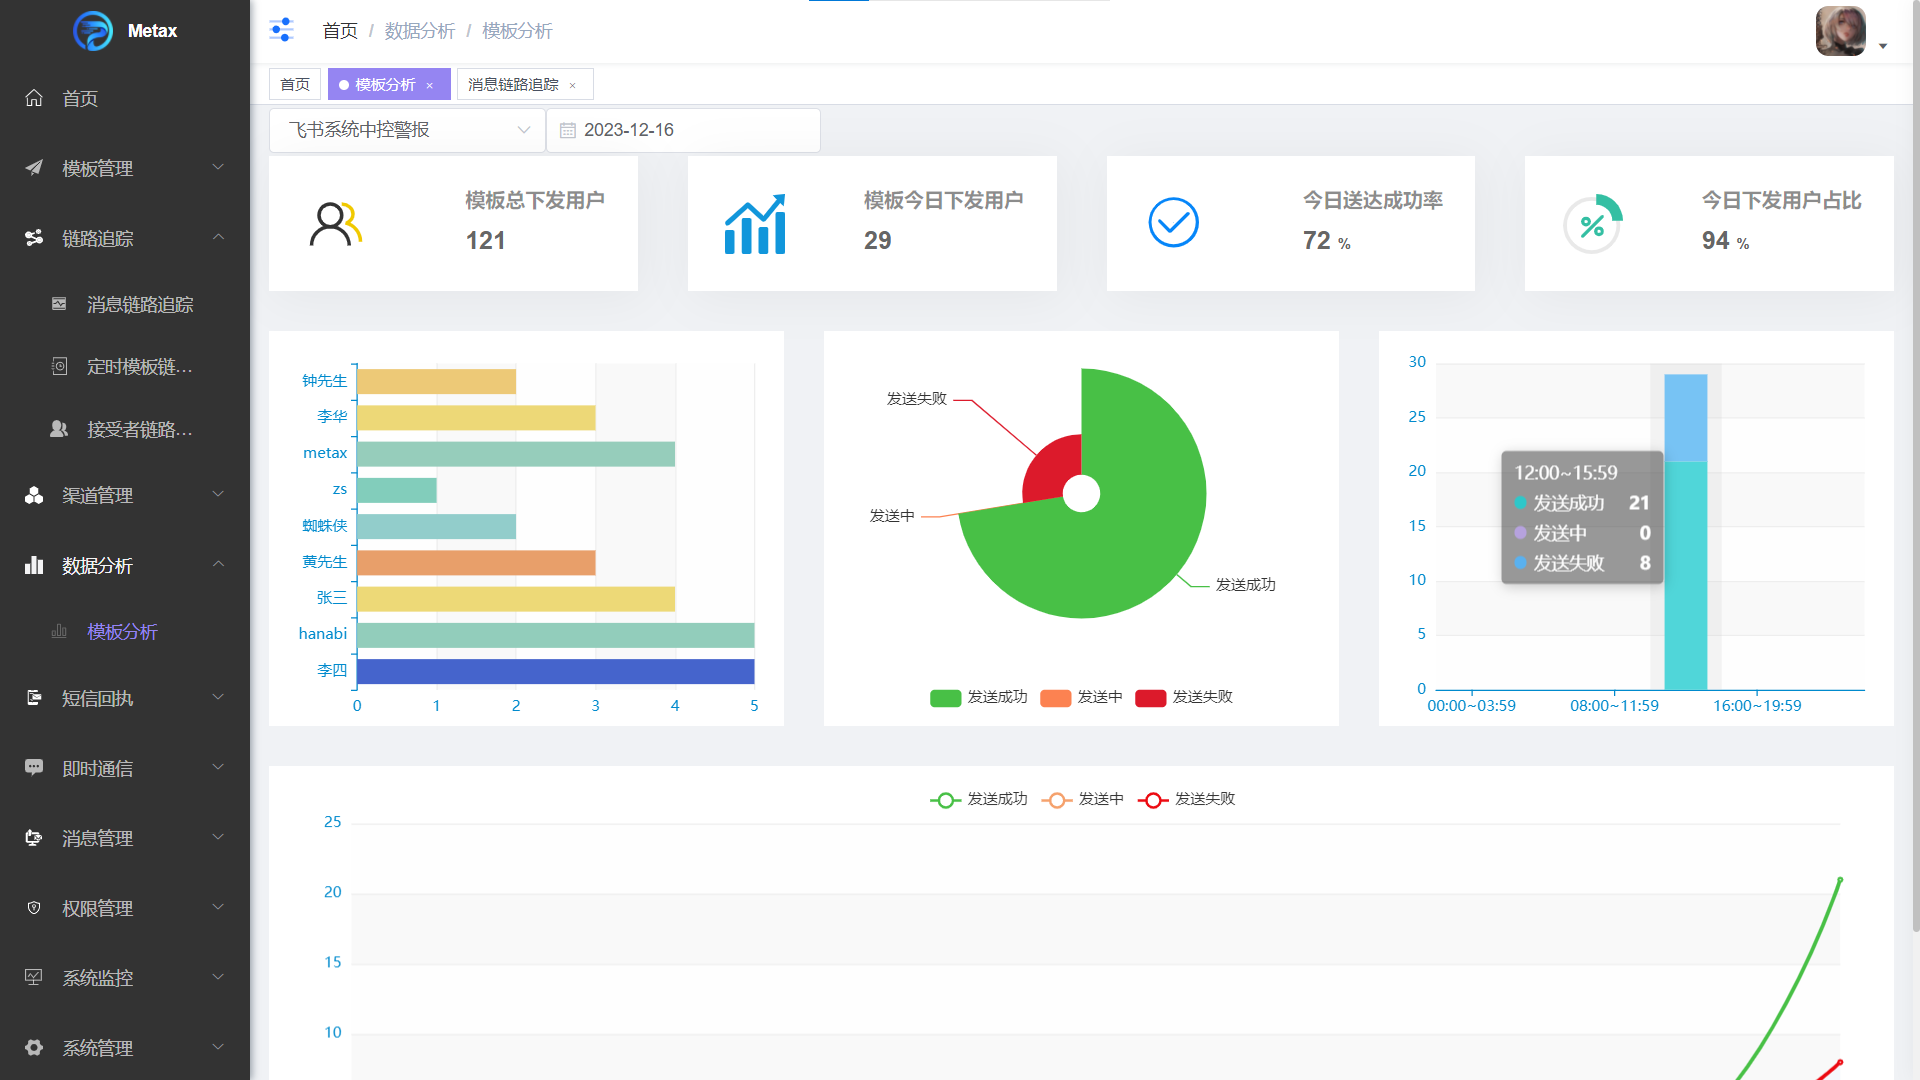 Metax
首页
模板管理
链路追踪
消息链路追踪
定时模板链…
接受者链路…
渠道管理
数据分析
模板分析
短信回执
即时通信
消息管理
权限管理
系统监控
系统管理
首页 / 数据分析 / 模板分析
首页 模板分析 × 消息链路追踪 ×
飞书系统中控警报 2023-12-16
模板总下发用户
121
模板今日下发用户
29
今日送达成功率
72 %
今日下发用户占比
94 %
钟先生
李华
metax
zs
蜘蛛侠
黄先生
张三
hanabi
李四
0 1 2 3 4 5
发送失败
发送中
发送成功
发送成功 发送中 发送失败
30
25
20
15
10
5
0
00:00~03:59 08:00~11:59 16:00~19:59
12:00~15:59
发送成功 21
发送中 0
发送失败 8
发送成功 发送中 发送失败
25
20
15
10